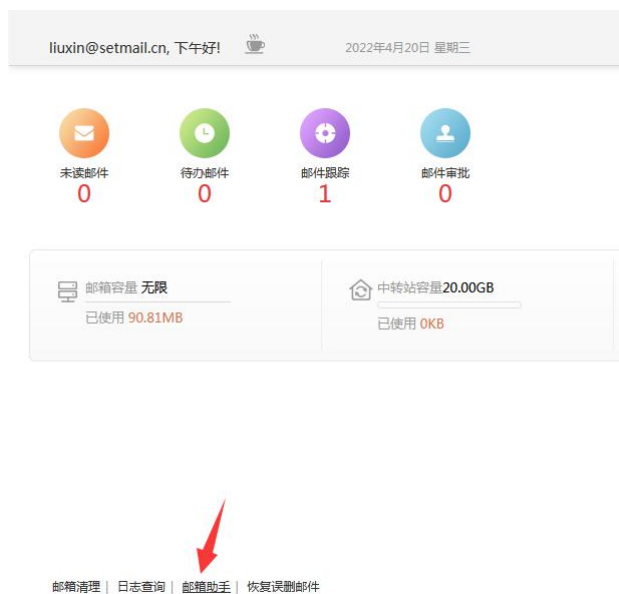 liuxin@setmail.cn, 下午好! 2022年4月20日 星期三
未读邮件 待办邮件 邮件跟踪 邮件审批
0 0 1 0
邮箱容量 无限 中转站容量20.00GB
已使用 90.81MB 已使用 0KB
邮箱清理 | 日志查询 | 邮箱助手 | 恢复误删邮件